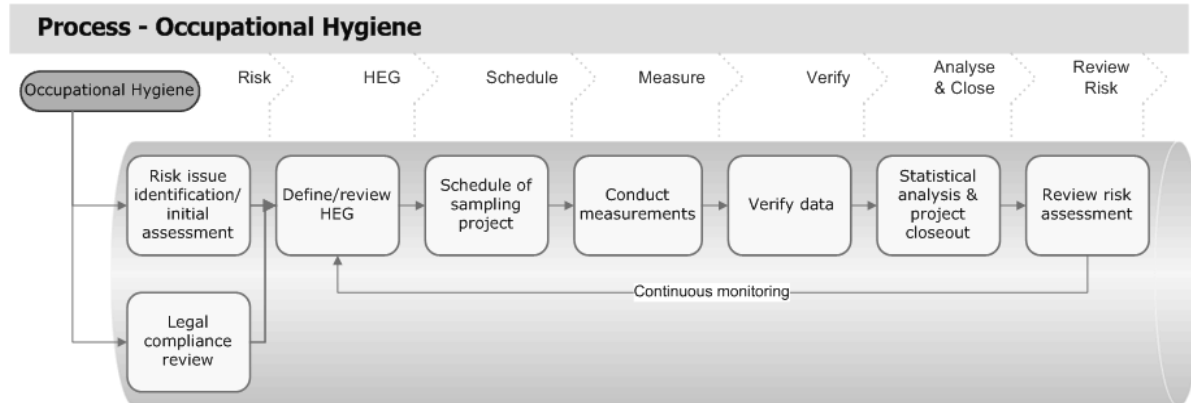 Process - Occupational Hygiene
Occupational Hygiene
Risk
HEG
Schedule
Measure
Verify
Analyse
& Close
Review
Risk
Risk issue
identification/
initial
assessment
Define/review
HEG
Schedule of
sampling
project
Conduct
measurements
Verify data
Statistical
analysis &
project
closeout
Review risk
assessment
Continuous monitoring
Legal
compliance
review